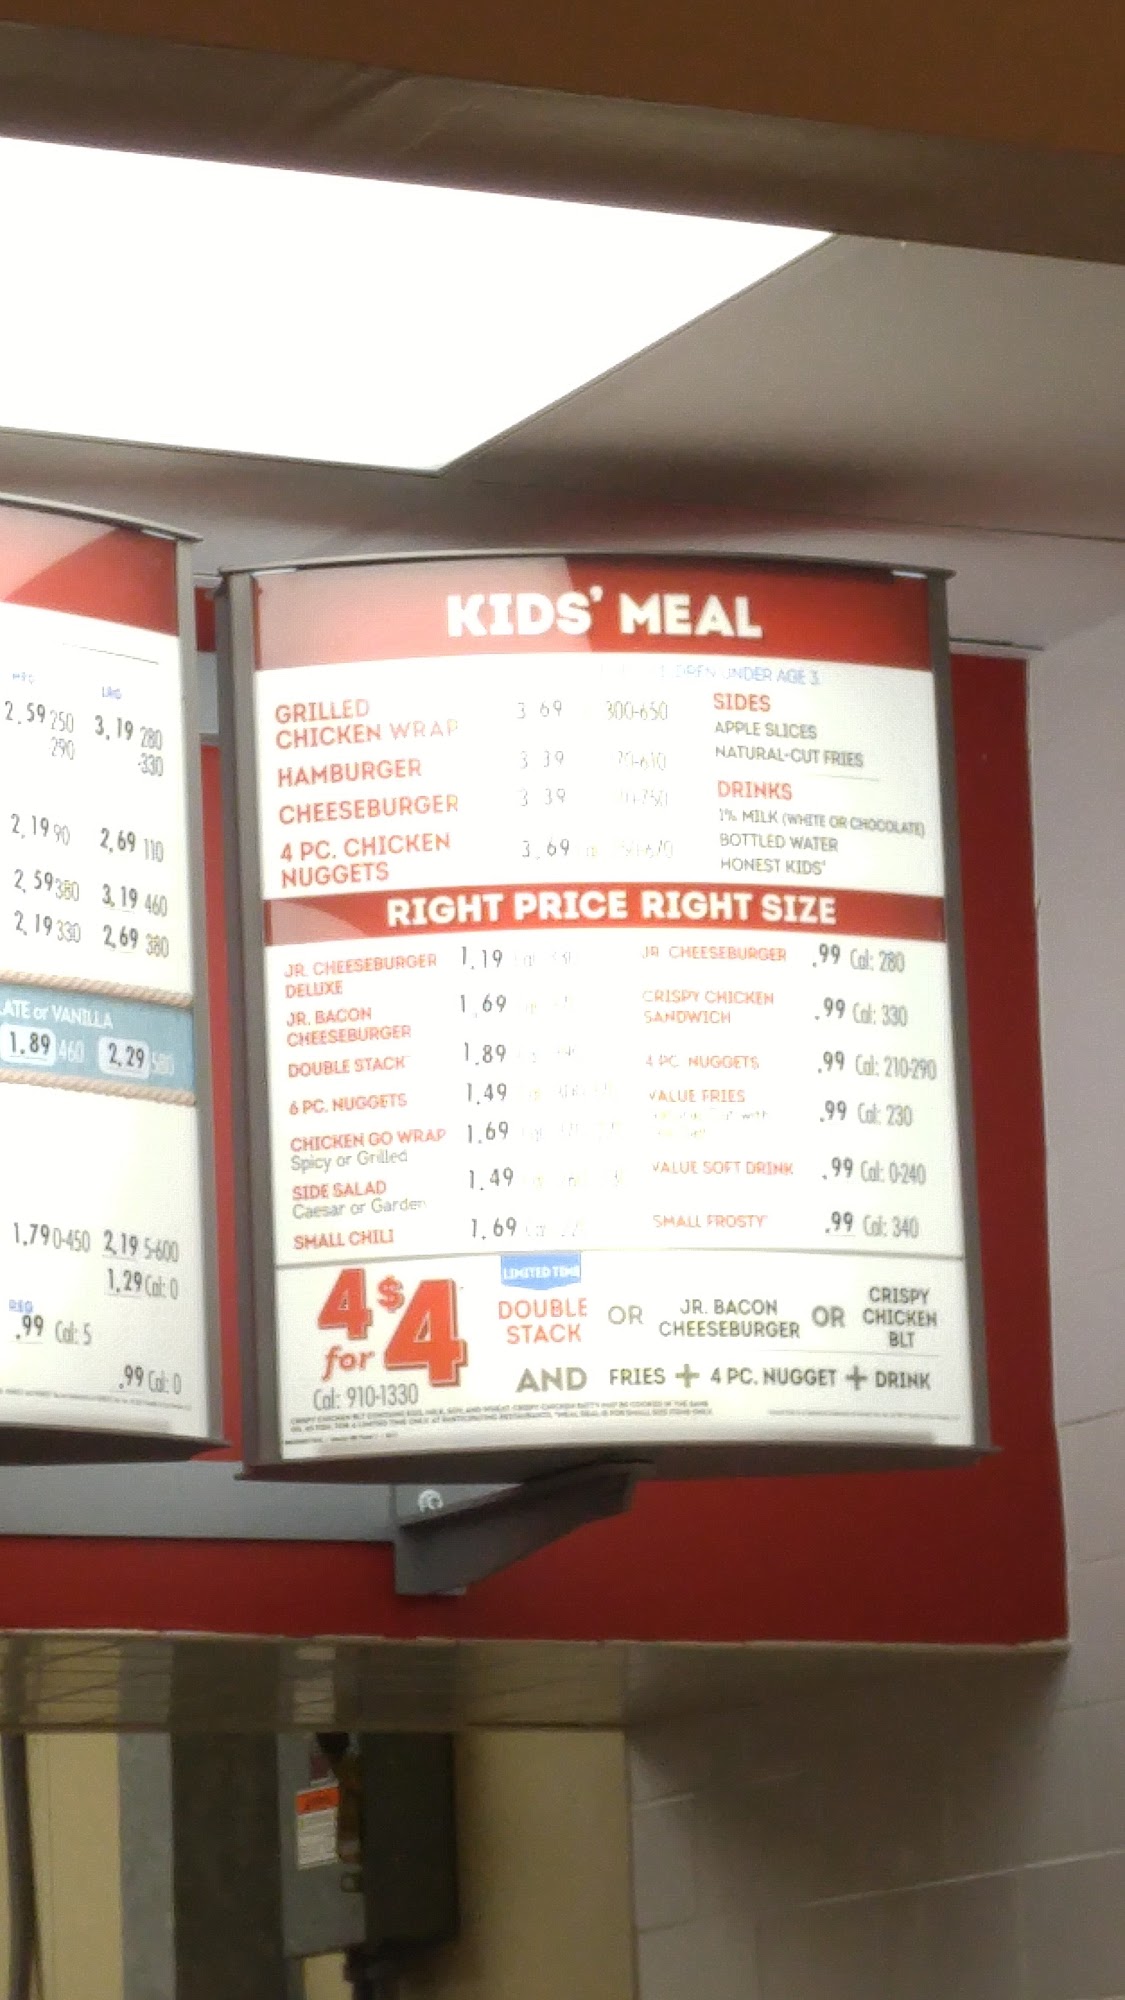 REG LRG
2.59 250 3.19 280
290 -330
2.19 90 2.69 110
2.59 380 3.19 460
2.19 330 2.69 380
LATE or VANILLA
1.89 460 2.29
1.79 0-450 2.19 5-600
1.29 Cal: 0
REG
.99 Cal: 5
.99 Cal: 0
KIDS' MEAL
UNDER AGE 3
GRILLED
CHICKEN WRAP 3.69 300-650
HAMBURGER 3.39
CHEESEBURGER 3.39
4 PC. CHICKEN
NUGGETS 3.69
SIDES
APPLE SLICES
NATURAL-CUT FRIES
DRINKS
1% MILK (WHITE OR CHOCOLATE)
BOTTLED WATER
HONEST KIDS'
RIGHT PRICE RIGHT SIZE
JR. CHEESEBURGER 1.19
DELUXE
JR. BACON 1.69
CHEESEBURGER
DOUBLE STACK 1.89
6 PC. NUGGETS 1.49
CHICKEN GO WRAP 1.69
Spicy or Grilled
SIDE SALAD 1.49
Caesar or Garden
SMALL CHILI 1.69
JR. CHEESEBURGER .99 Cal: 280
CRISPY CHICKEN
SANDWICH .99 Cal: 330
4 PC. NUGGETS .99 Cal: 210-290
VALUE FRIES .99 Cal: 230
VALUE SOFT DRINK .99 Cal: 0-240
SMALL FROSTY .99 Cal: 340
4 for $4
Cal: 910-1330
LIMITED TIME
DOUBLE STACK OR JR. BACON CHEESEBURGER OR CRISPY CHICKEN BLT
AND FRIES + 4 PC. NUGGET + DRINK